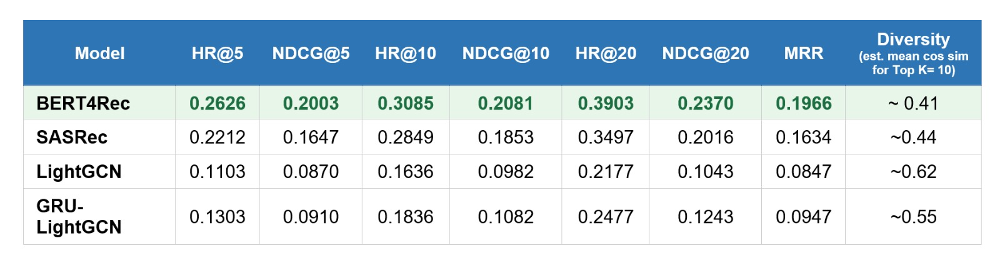 Model HR@5 NDCG@5 HR@10 NDCG@10 HR@20 NDCG@20 MRR Diversity
(est. mean cos sim
for Top K= 10)
BERT4Rec 0.2626 0.2003 0.3085 0.2081 0.3903 0.2370 0.1966 ~ 0.41
SASRec 0.2212 0.1647 0.2849 0.1853 0.3497 0.2016 0.1634 ~0.44
LightGCN 0.1103 0.0870 0.1636 0.0982 0.2177 0.1043 0.0847 ~0.62
GRU-
LightGCN 0.1303 0.0910 0.1836 0.1082 0.2477 0.1243 0.0947 ~0.55